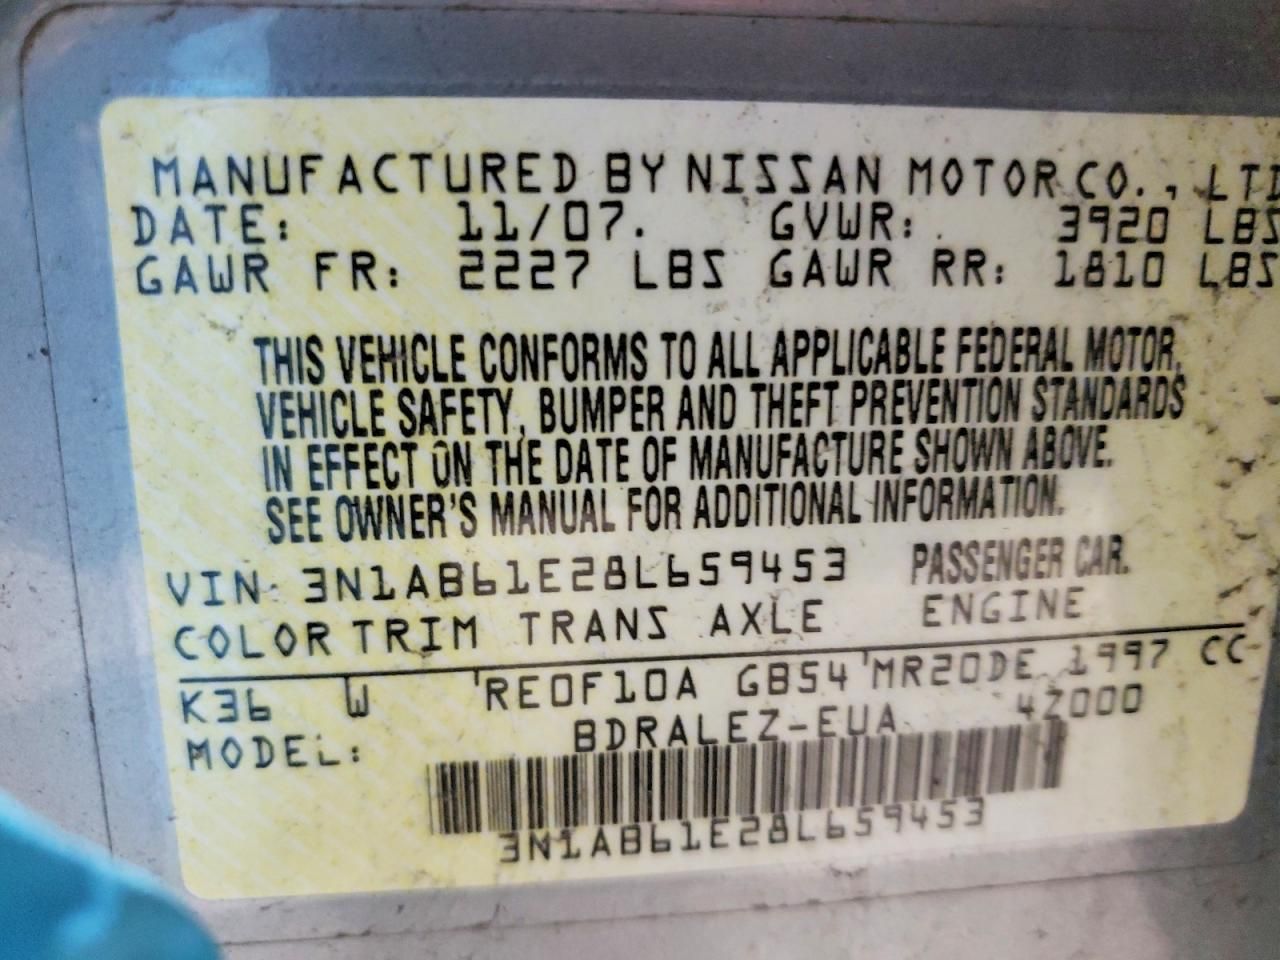 MANUFACTURED BY NISSAN MOTOR CO., LTD
DATE: 11/07. GVWR: 3920 LBS
GAWR FR: 2227 LBS GAWR RR: 1810 LBS
THIS VEHICLE CONFORMS TO ALL APPLICABLE FEDERAL MOTOR
VEHICLE SAFETY, BUMPER AND THEFT PREVENTION STANDARDS
IN EFFECT ON THE DATE OF MANUFACTURE SHOWN ABOVE.
SEE OWNER'S MANUAL FOR ADDITIONAL INFORMATION.
VIN: 3N1AB61E28L659453 PASSENGER CAR.
COLOR TRIM TRANS AXLE ENGINE
K36 W RE0F10A GB54 MR20DE 1997 CC
MODEL: BDRALEZ-EUA 4Z000
3N1AB61E28L659453